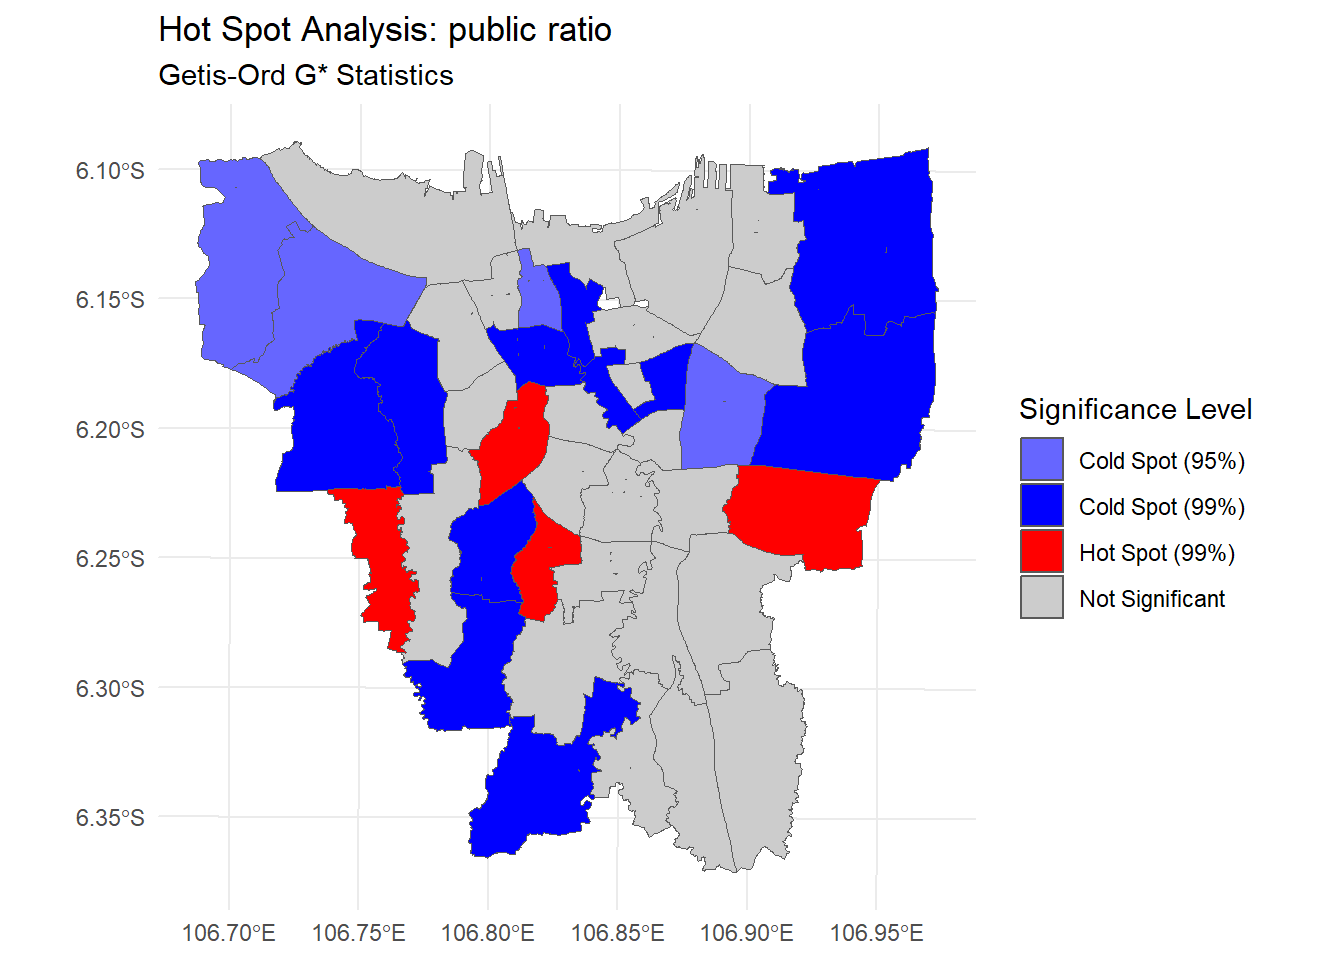 Hot Spot Analysis: public ratio
Getis-Ord G* Statistics
6.10°S
6.15°S
6.20°S
6.25°S
6.30°S
6.35°S
106.70°E
106.75°E
106.80°E
106.85°E
106.90°E
106.95°E
Significance Level
Cold Spot (95%)
Cold Spot (99%)
Hot Spot (99%)
Not Significant